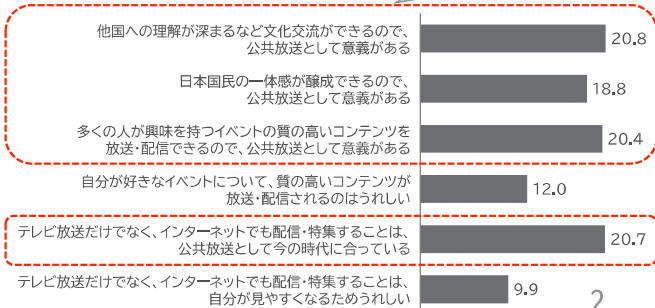 他国への理解が深まるなど文化交流ができるので、
公共放送として意義がある
20.8
日本国民の一体感が醸成できるので、
公共放送として意義がある
18.8
多くの人が興味を持つイベントの質の高いコンテンツを
放送・配信できるので、公共放送として意義がある
20.4
自分が好きなイベントについて、質の高いコンテンツが
放送・配信されるのはうれしい
12.0
テレビ放送だけでなく、インターネットでも配信・特集することは、
公共放送として今の時代に合っている
20.7
テレビ放送だけでなく、インターネットでも配信・特集することは、
自分が見やすくなるためうれしい
9.9
2